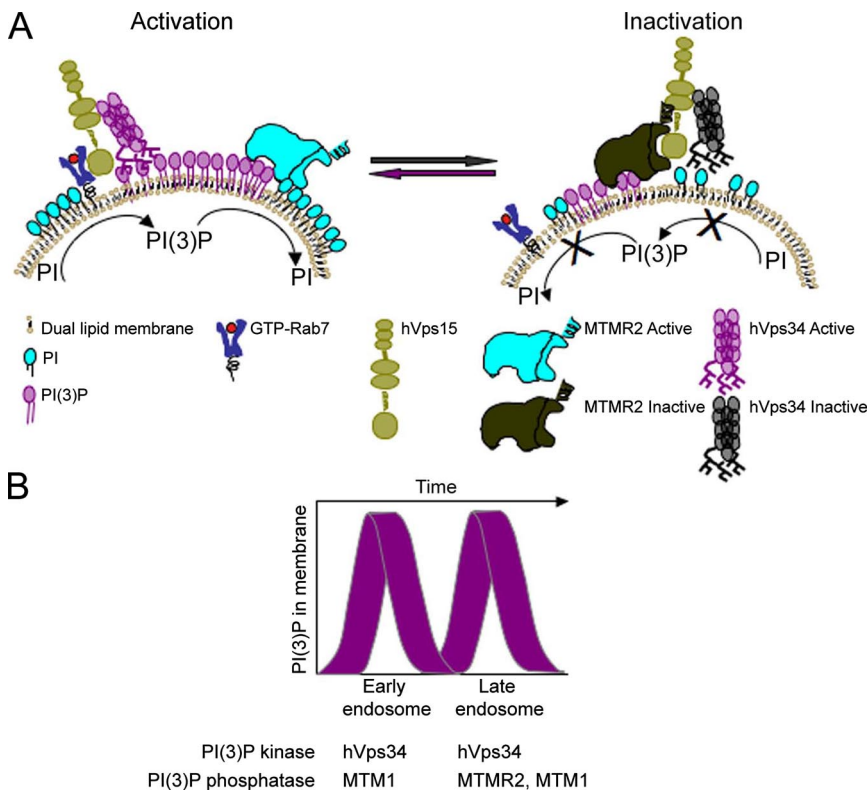 A
Activation
Inactivation
PI
PI(3)P
PI
PI
PI(3)P
PI
Dual lipid membrane
PI
PI(3)P
GTP-Rab7
hVps15
MTMR2 Active
MTMR2 Inactive
hVps34 Active
hVps34 Inactive
B
Time
PI(3)P in membrane
Early
endosome
Late
endosome
PI(3)P kinase hVps34 hVps34
PI(3)P phosphatase MTM1 MTMR2, MTM1